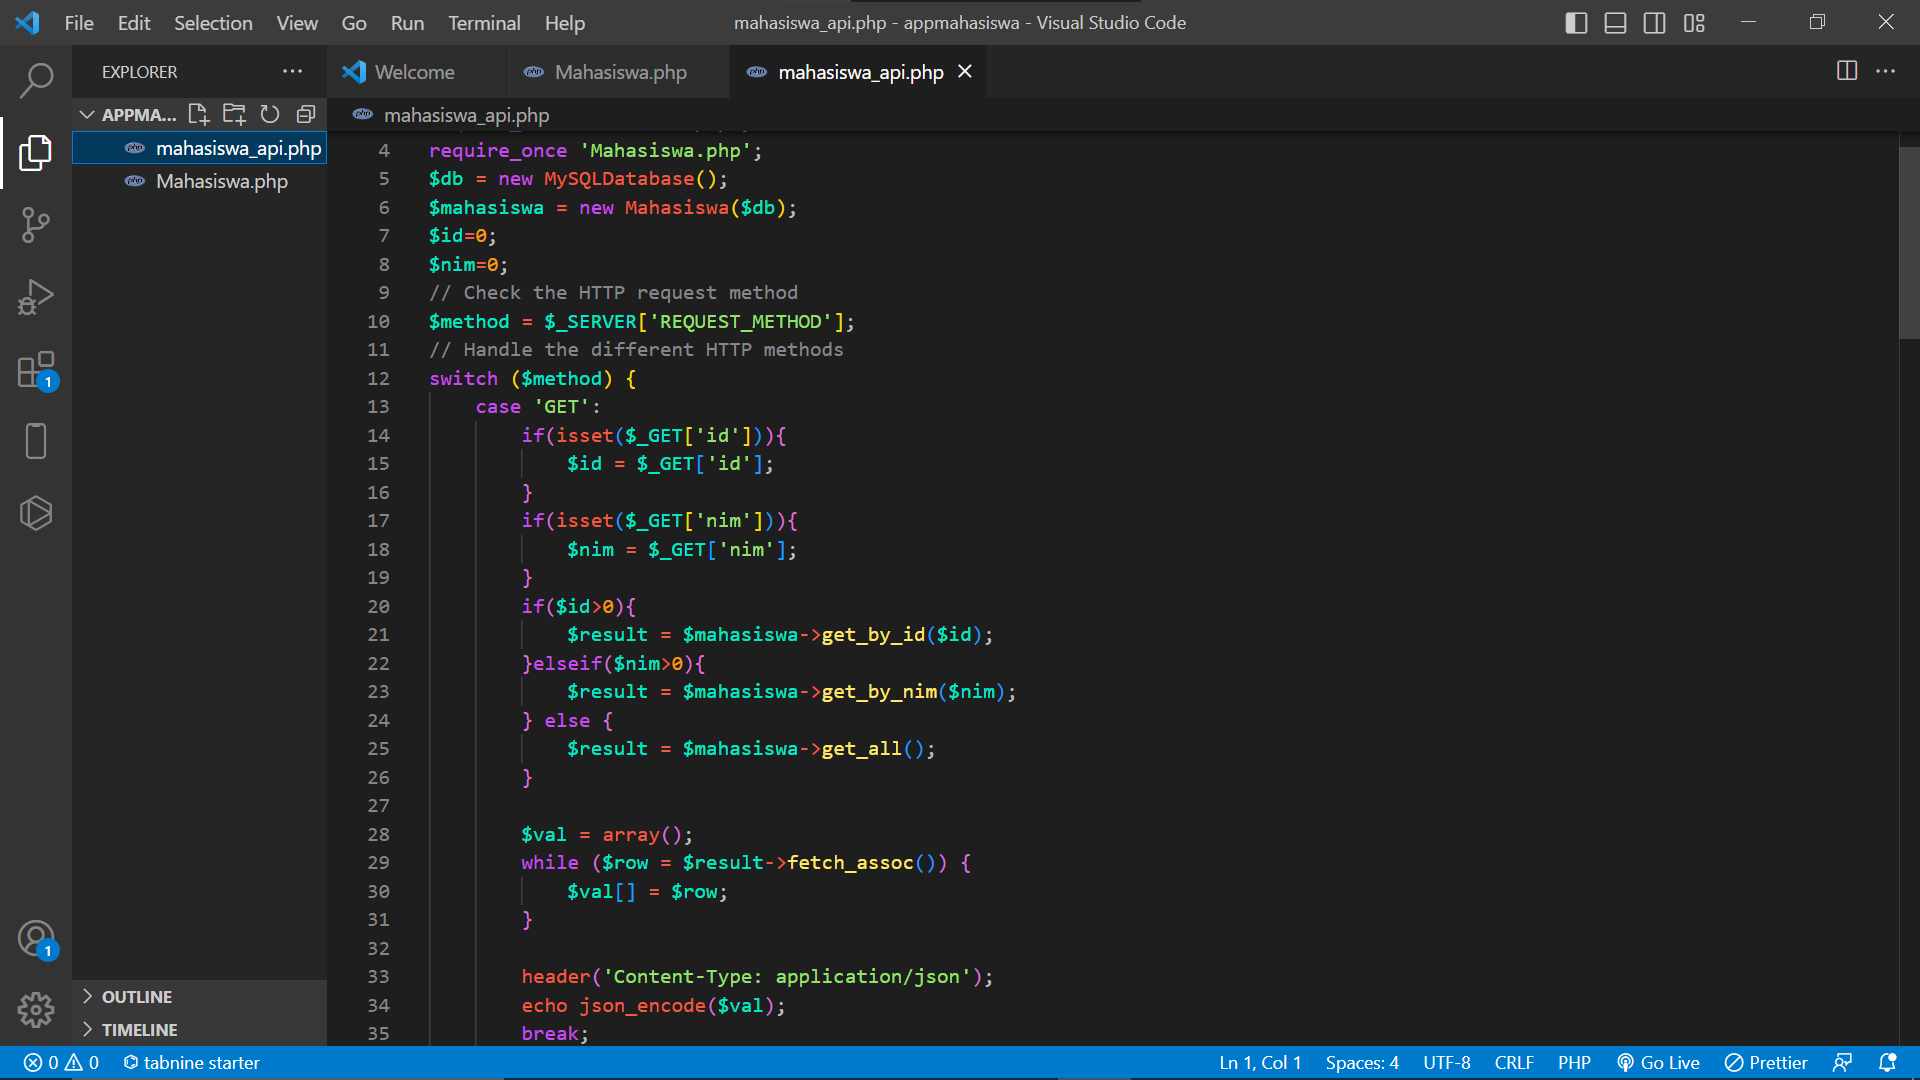 File Edit Selection View Go Run Terminal Help
mahasiswa_api.php - appmahasiswa - Visual Studio Code
EXPLORER
Welcome
Mahasiswa.php
mahasiswa_api.php
APPMA...
mahasiswa_api.php
Mahasiswa.php
mahasiswa_api.php
4 require_once 'Mahasiswa.php';
5 $db = new MySQLDatabase();
6 $mahasiswa = new Mahasiswa($db);
7 $id=0;
8 $nim=0;
9 // Check the HTTP request method
10 $method = $_SERVER['REQUEST_METHOD'];
11 // Handle the different HTTP methods
12 switch ($method) {
13 case 'GET':
14 if(isset($_GET['id'])){
15 $id = $_GET['id'];
16 }
17 if(isset($_GET['nim'])){
18 $nim = $_GET['nim'];
19 }
20 if($id>0){
21 $result = $mahasiswa->get_by_id($id);
22 }elseif($nim>0){
23 $result = $mahasiswa->get_by_nim($nim);
24 } else {
25 $result = $mahasiswa->get_all();
26 }
27
28 $val = array();
29 while ($row = $result->fetch_assoc()) {
30 $val[] = $row;
31 }
32
33 header('Content-Type: application/json');
34 echo json_encode($val);
35 break;
1
1
OUTLINE
TIMELINE
0 0 tabnine starter
Ln 1, Col 1 Spaces: 4 UTF-8 CRLF PHP Go Live Prettier